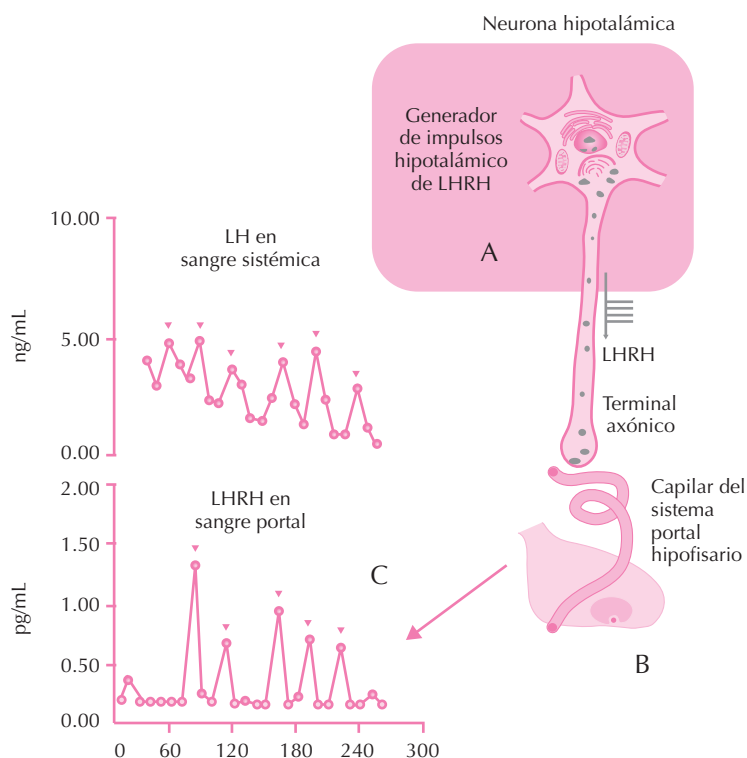 Neurona hipotalámica
Generador
de impulsos
hipotalámico
de LHRH
A
LHRH
Terminal
axónico
Capilar del
sistema
portal
hipofisario
B
10.00
LH en
sangre sistémica
ng/mL
5.00
0.00
2.00
LHRH en
sangre portal
1.50
C
pg/mL
1.00
0.50
0.00
0 60 120 180 240 300